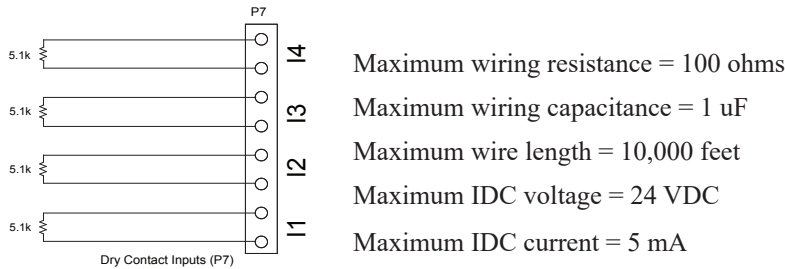 P7
5.1k
I4
5.1k
I3
5.1k
I2
5.1k
I1
Dry Contact Inputs (P7)
Maximum wiring resistance = 100 ohms
Maximum wiring capacitance = 1 uF
Maximum wire length = 10,000 feet
Maximum IDC voltage = 24 VDC
Maximum IDC current = 5 mA